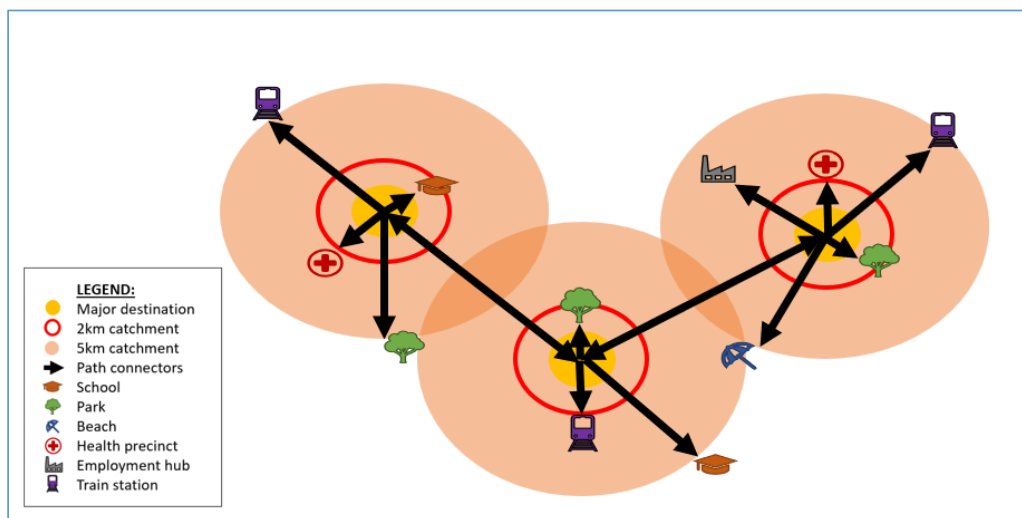 LEGEND:
Major destination
2km catchment
5km catchment
Path connectors
School
Park
Beach
Health precinct
Employment hub
Train station